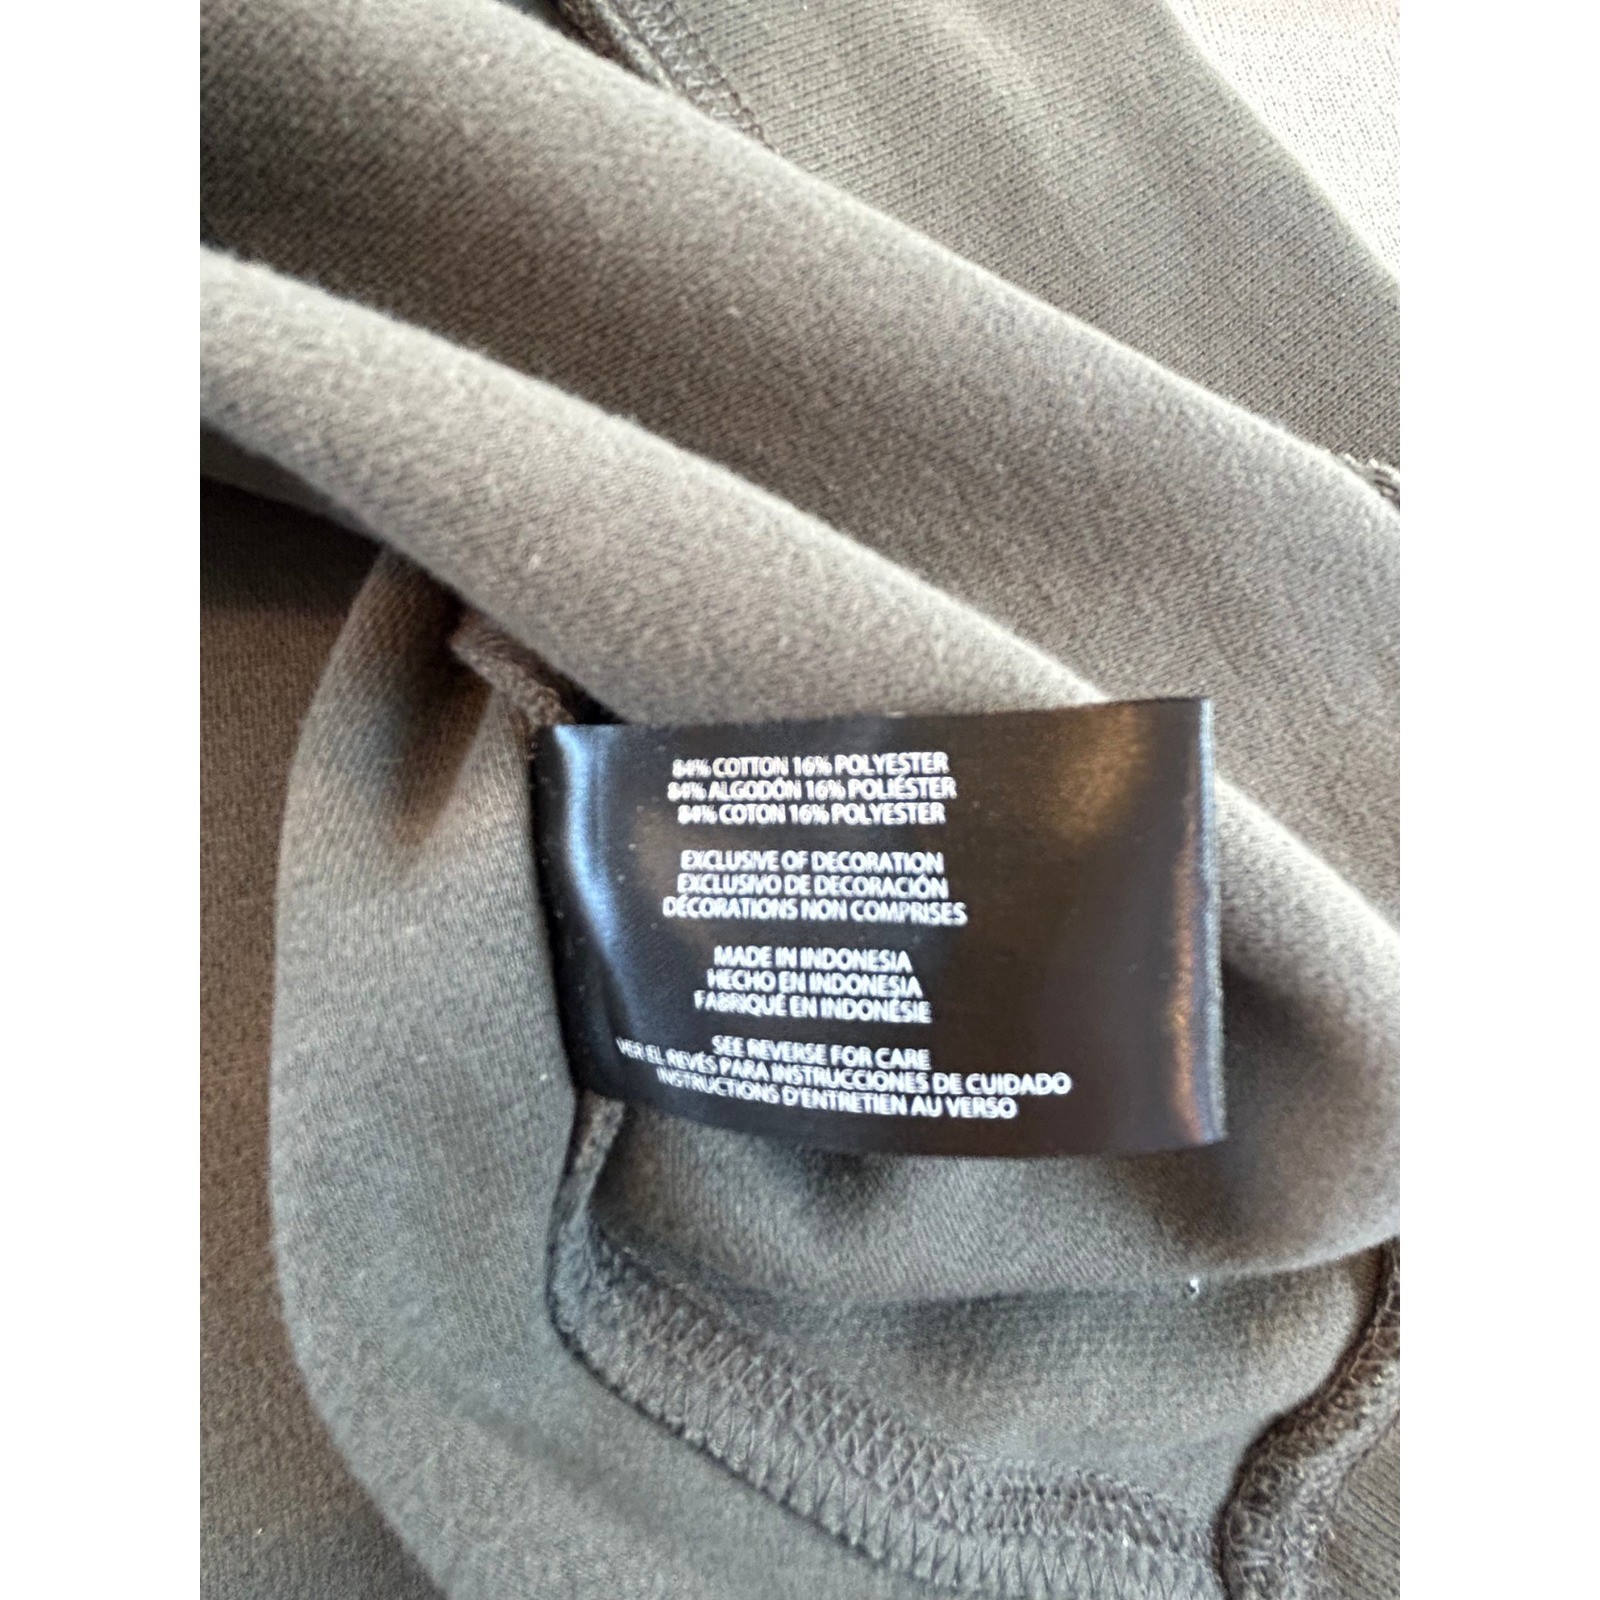 84% COTTON 16% POLYESTER
84% ALGODÓN 16% POLIÉSTER
84% COTON 16% POLYESTER
EXCLUSIVE OF DECORATION
EXCLUSIVO DE DECORACIÓN
DÉCORATIONS NON COMPRISES
MADE IN INDONESIA
HECHO EN INDONESIA
FABRIQUÉ EN INDONÉSIE
SEE REVERSE FOR CARE
VER EL REVÉS PARA INSTRUCCIONES DE CUIDADO
INSTRUCTIONS D'ENTRETIEN AU VERSO